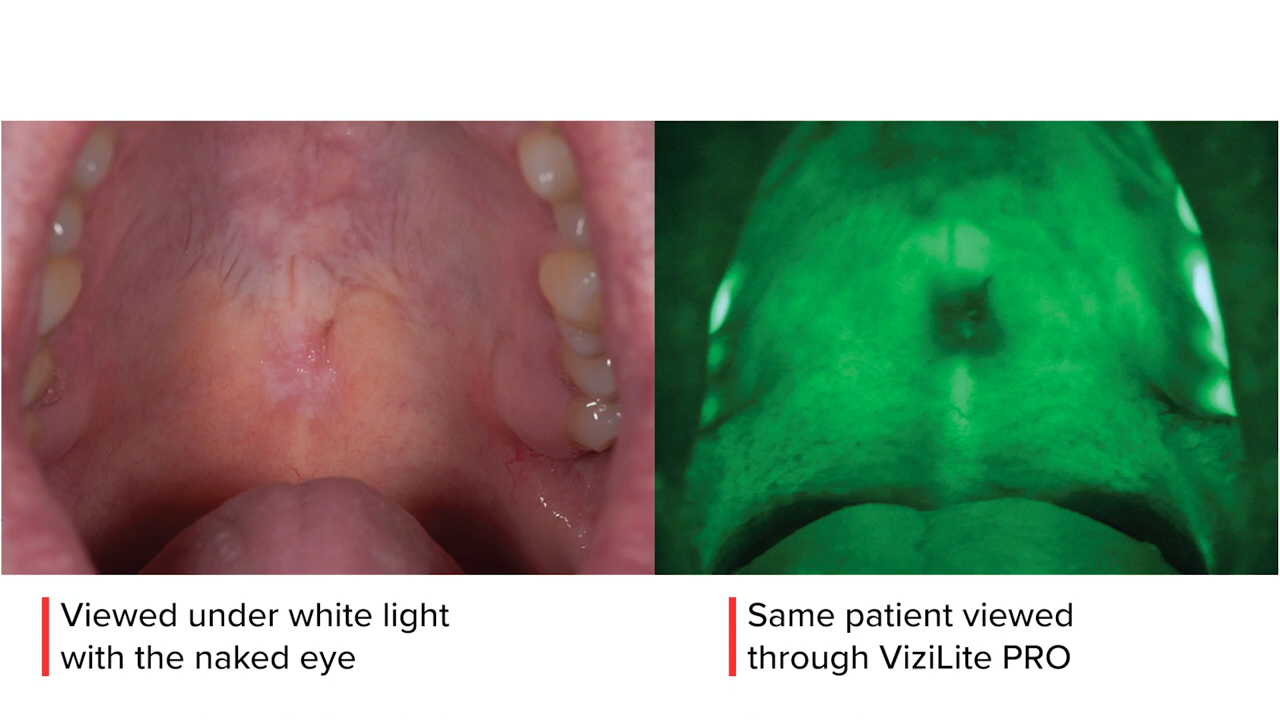 Viewed under white light
with the naked eye
Same patient viewed
through ViziLite PRO